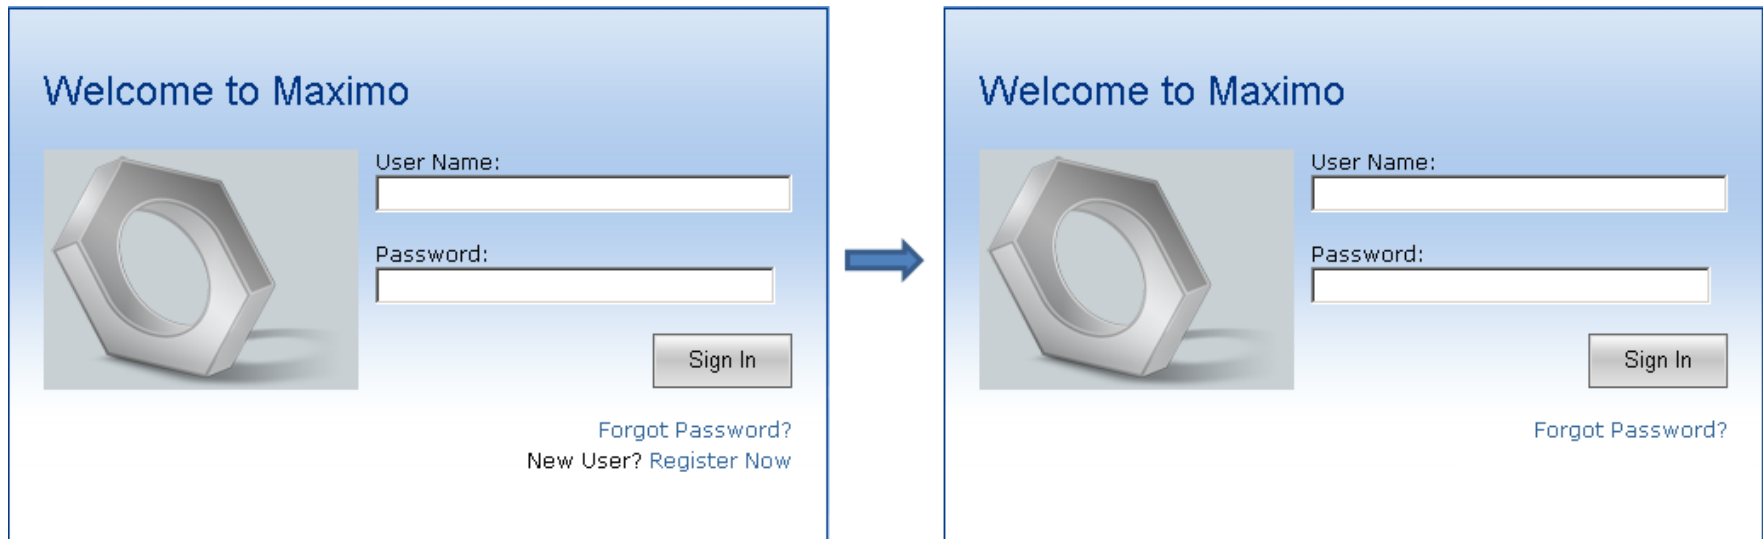 Welcome to Maximo
User Name:
Password:
Sign In
Forgot Password?
New User? Register Now
Welcome to Maximo
User Name:
Password:
Sign In
Forgot Password?